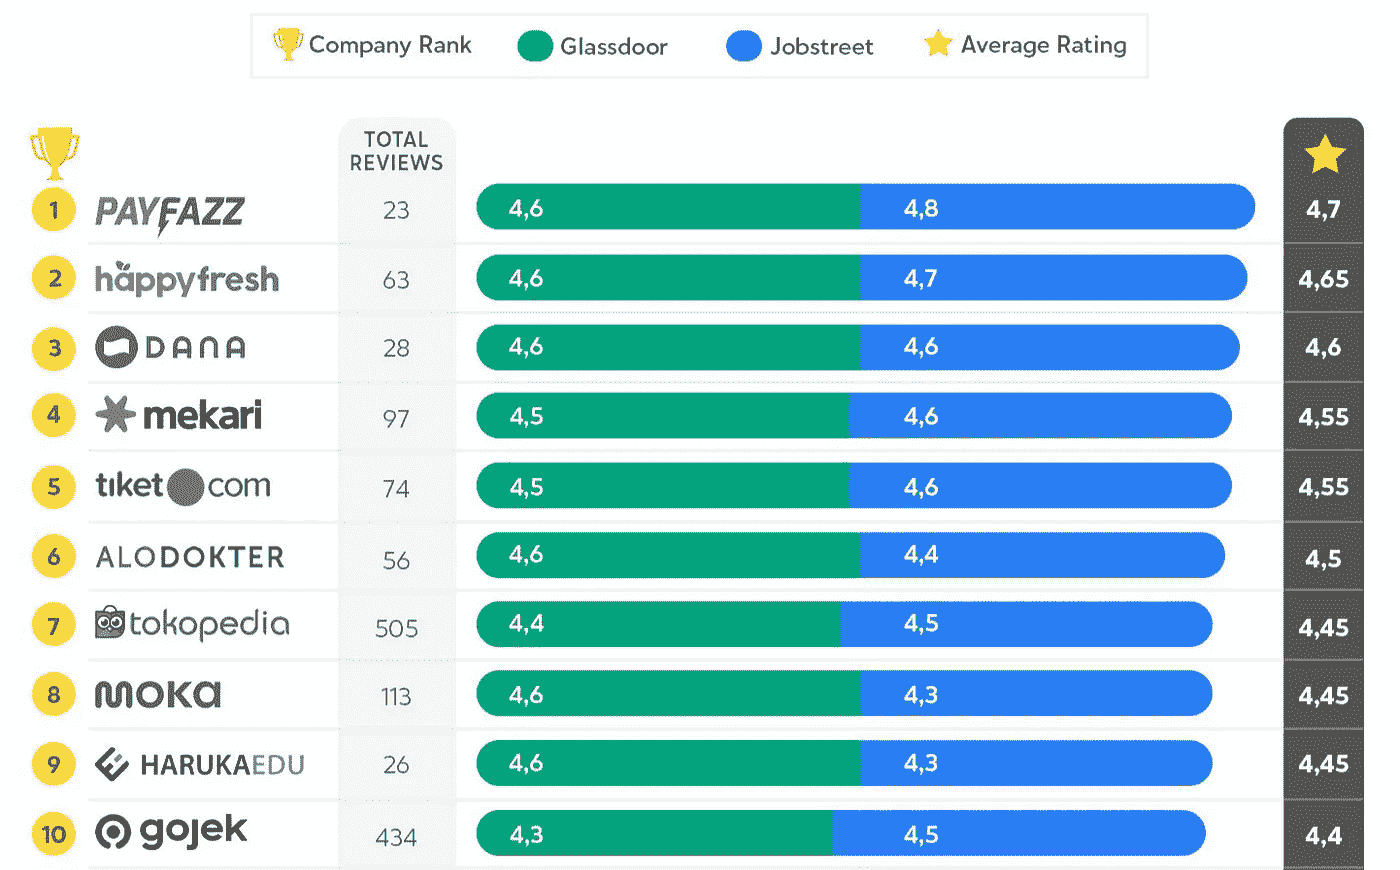 Company Rank Glassdoor Jobstreet Average Rating
TOTAL
REVIEWS
1 PAYFAZZ 23 4,6 4,8 4,7
2 happyfresh 63 4,6 4,7 4,65
3 DANA 28 4,6 4,6 4,6
4 mekari 97 4,5 4,6 4,55
5 tiket com 74 4,5 4,6 4,55
6 ALODOKTER 56 4,6 4,4 4,5
7 tokopedia 505 4,4 4,5 4,45
8 MOKA 113 4,6 4,3 4,45
9 HARUKAEDU 26 4,6 4,3 4,45
10 gojek 434 4,3 4,5 4,4